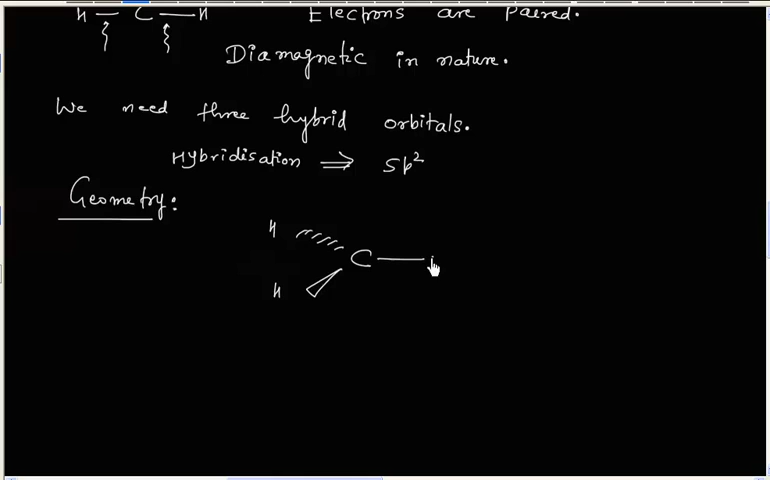 H — C — H Electrons are Paired.
Diamagnetic in nature.
We need three hybrid orbitals.
Hybridisation ⇒ sp²
Geometry:
H
C —
H